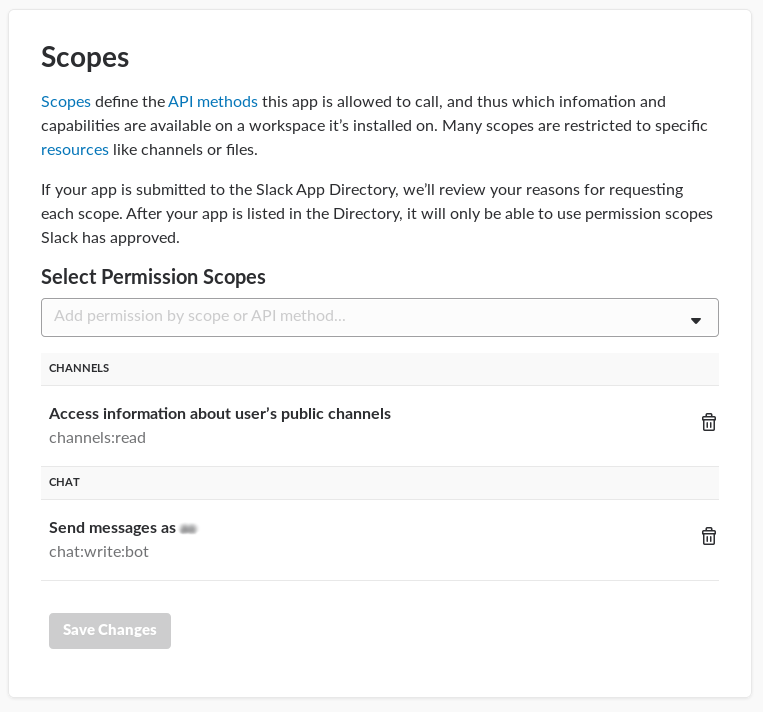 Scopes
Scopes define the API methods this app is allowed to call, and thus which infomation and
capabilities are available on a workspace it’s installed on. Many scopes are restricted to specific
resources like channels or files.
If your app is submitted to the Slack App Directory, we’ll review your reasons for requesting
each scope. After your app is listed in the Directory, it will only be able to use permission scopes
Slack has approved.
Select Permission Scopes
Add permission by scope or API method...
CHANNELS
Access information about user’s public channels
channels:read
CHAT
Send messages as
chat:write:bot
Save Changes